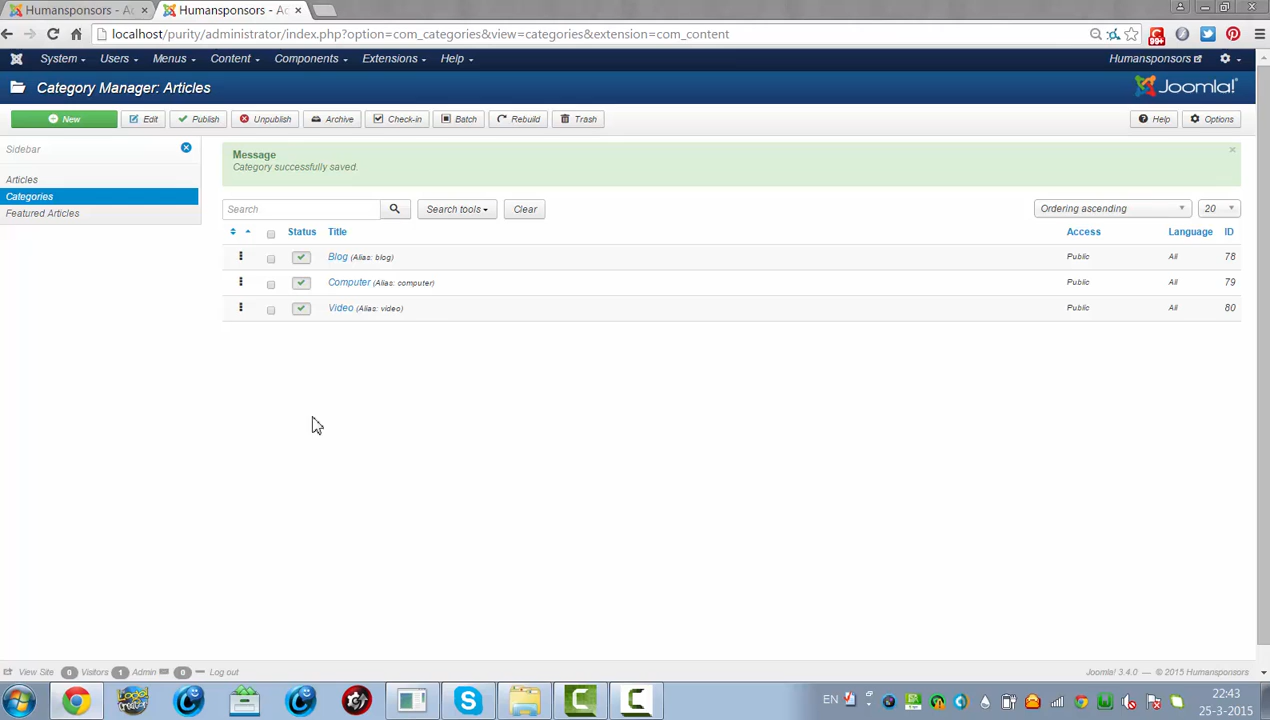 Humansponsors - Ac
Humansponsors - Ac
localhost/purity/administrator/index.php?option=com_categories&view=categories&extension=com_content
99+
System Users Menus Content Components Extensions Help Humansponsors
Category Manager: Articles Joomla!
New Edit Publish Unpublish Archive Check-in Batch Rebuild Trash Help Options
Sidebar
Articles
Categories
Featured Articles
Message
Category successfully saved.
Search Search tools Clear Ordering ascending 20
Status Title Access Language ID
Blog (Alias: blog) Public All 78
Computer (Alias: computer) Public All 79
Video (Alias: video) Public All 80
View Site 0 Visitors 1 Admin 0 Log out Joomla! 3.4.0 — © 2015 Humansponsors
EN 22:43
25-3-2015